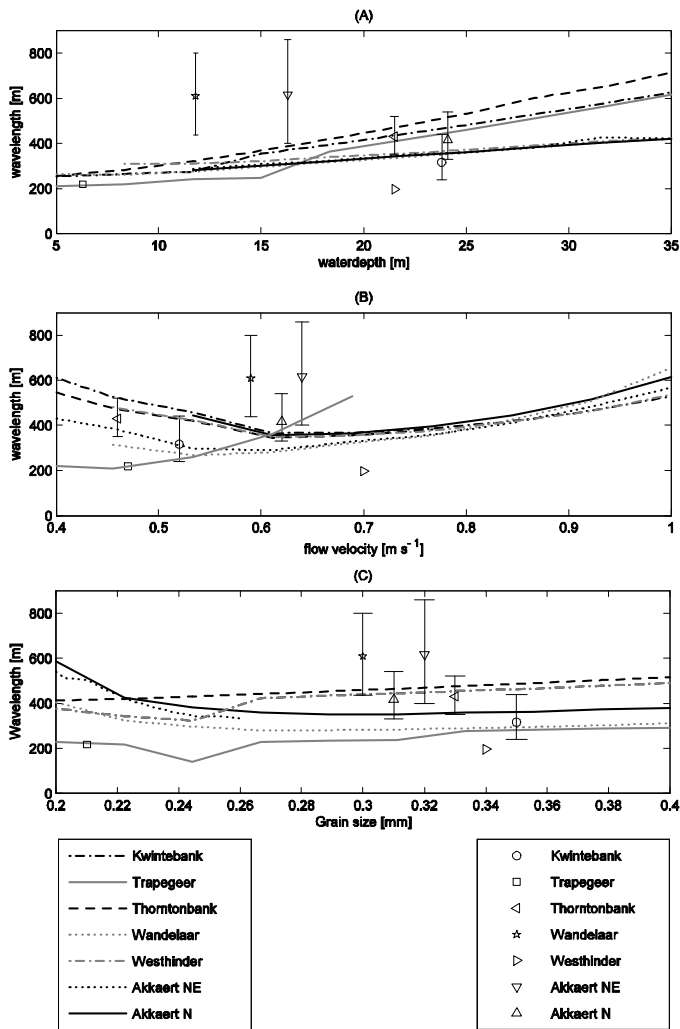 (A)
800
600
400
200
0
wavelength [m]
5 10 15 20 25 30 35
waterdepth [m]
(B)
800
600
400
200
0
wavelength [m]
0.4 0.5 0.6 0.7 0.8 0.9 1
flow velocity [m s⁻¹]
(C)
800
600
400
200
0
Wavelength [m]
0.2 0.22 0.24 0.26 0.28 0.3 0.32 0.34 0.36 0.38 0.4
Grain size [mm]
Kwintebank
Trapegeer
Thorntonbank
Wandelaar
Westhinder
Akkaert NE
Akkaert N
Kwintebank
Trapegeer
Thorntonbank
Wandelaar
Westhinder
Akkaert NE
Akkaert N